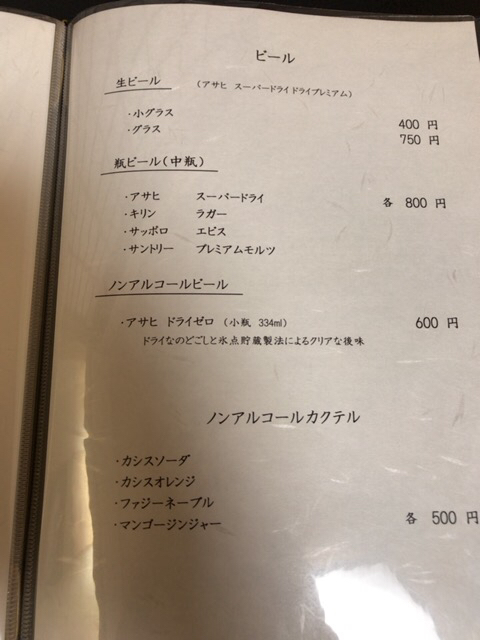 ビール
生ビール (アサヒ スーパードライ ドライプレミアム)
・小グラス 400 円
・グラス 750 円
瓶ビール(中瓶)
・アサヒ スーパードライ 各 800 円
・キリン ラガー
・サッポロ エビス
・サントリー プレミアムモルツ
ノンアルコールビール
・アサヒ ドライゼロ (小瓶 334ml) 600 円
ドライなのどごしと氷点貯蔵製法によるクリアな後味
ノンアルコールカクテル
・カシスソーダ
・カシスオレンジ
・ファジーネーブル
・マンゴージンジャー 各 500 円